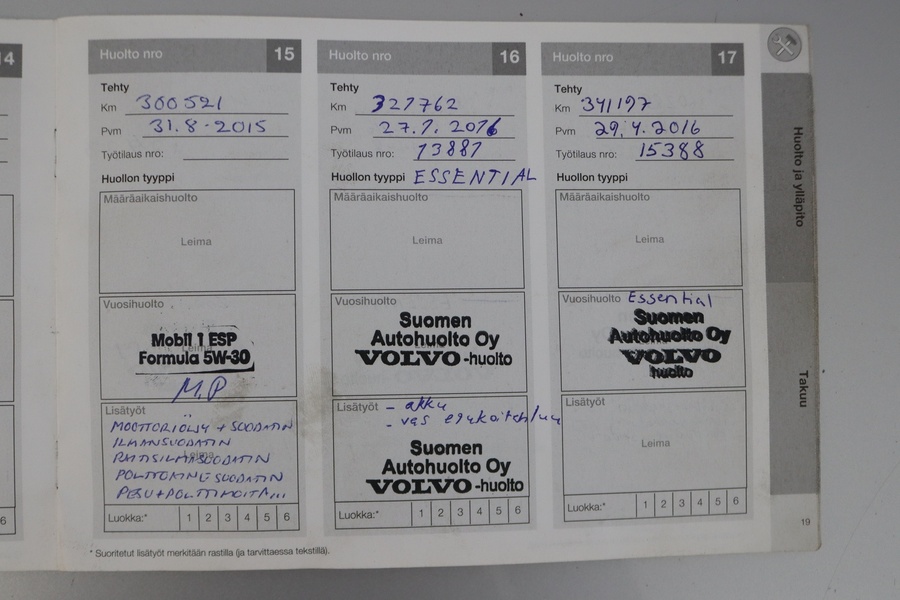 14
Huolto nro 15
Tehty
Km 300521
Pvm 31.8-2015
Työtilaus nro:
Huollon tyyppi
Määräaikaishuolto
Leima
Vuosihuolto
Leima
Mobil 1 ESP
Formula 5W-30
M.P
Lisätyöt
MOOTTORIÖLJY + SUODATIN
ILMANSUODATIN
RAITISILMASUODATIN
POLTTOAINESUODATIN
Leima
Luokka:* 1 2 3 4 5 6
Huolto nro 16
Tehty
Km 327762
Pvm 27.1.2016
Työtilaus nro: 13887
Huollon tyyppi ESSENTIAL
Määräaikaishuolto
Leima
Vuosihuolto
Suomen
Autohuolto Oy
VOLVO-huolto
Lisätyöt - akku
- vas
Suomen
Autohuolto Oy
VOLVO-huolto
Luokka:* 1 2 3 4 5 6
Huolto nro 17
Tehty
Km 341197
Pvm 29.4.2016
Työtilaus nro: 15388
Huollon tyyppi
Määräaikaishuolto
Leima
Vuosihuolto Essential
Suomen
Autohuolto Oy
VOLVO
huolto
Lisätyöt
Leima
Luokka:* 1 2 3 4 5 6
6
* Suoritetut lisätyöt merkitään rastilla (ja tarvittaessa tekstillä).
Huolto ja ylläpito
Takuu
19